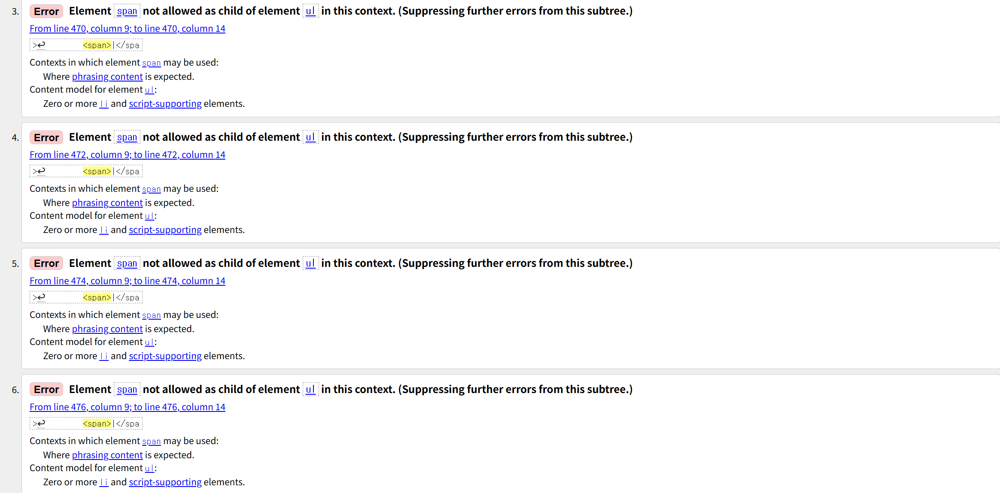 3. Error Element span not allowed as child of element ul in this context. (Suppressing further errors from this subtree.)
From line 470, column 9; to line 470, column 14
>↩ <span>|</spa
Contexts in which element span may be used:
Where phrasing content is expected.
Content model for element ul:
Zero or more li and script-supporting elements.
4. Error Element span not allowed as child of element ul in this context. (Suppressing further errors from this subtree.)
From line 472, column 9; to line 472, column 14
>↩ <span>|</spa
Contexts in which element span may be used:
Where phrasing content is expected.
Content model for element ul:
Zero or more li and script-supporting elements.
5. Error Element span not allowed as child of element ul in this context. (Suppressing further errors from this subtree.)
From line 474, column 9; to line 474, column 14
>↩ <span>|</spa
Contexts in which element span may be used:
Where phrasing content is expected.
Content model for element ul:
Zero or more li and script-supporting elements.
6. Error Element span not allowed as child of element ul in this context. (Suppressing further errors from this subtree.)
From line 476, column 9; to line 476, column 14
>↩ <span>|</spa
Contexts in which element span may be used:
Where phrasing content is expected.
Content model for element ul:
Zero or more li and script-supporting elements.